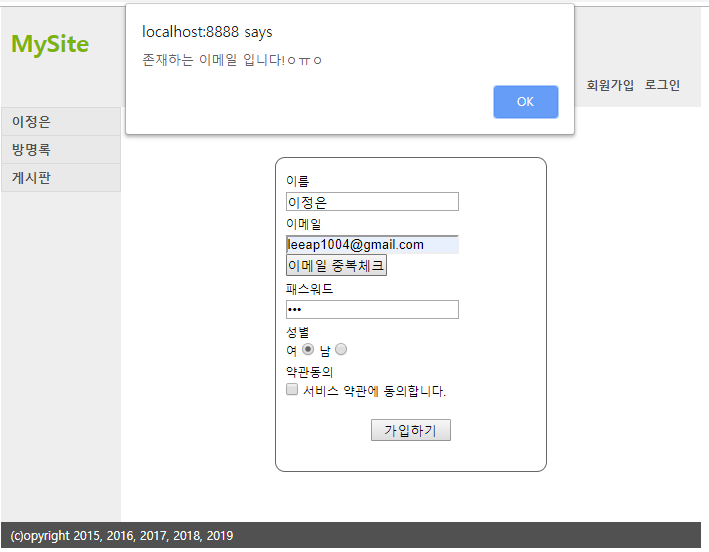 localhost:8888 says
존재하는 이메일 입니다!ㅇㅠㅇ
OK
MySite
회원가입 로그인
이정은
방명록
게시판
이름
이정은
이메일
leeap1004@gmail.com
이메일 중복체크
패스워드
•••
성별
여 남
약관동의
서비스 약관에 동의합니다.
가입하기
(c)opyright 2015, 2016, 2017, 2018, 2019